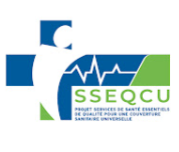 SSEQCU
PROJET SERVICES DE SANTÉ ESSENTIELS
DE QUALITÉ POUR UNE COUVERTURE
SANITAIRE UNIVERSELLE